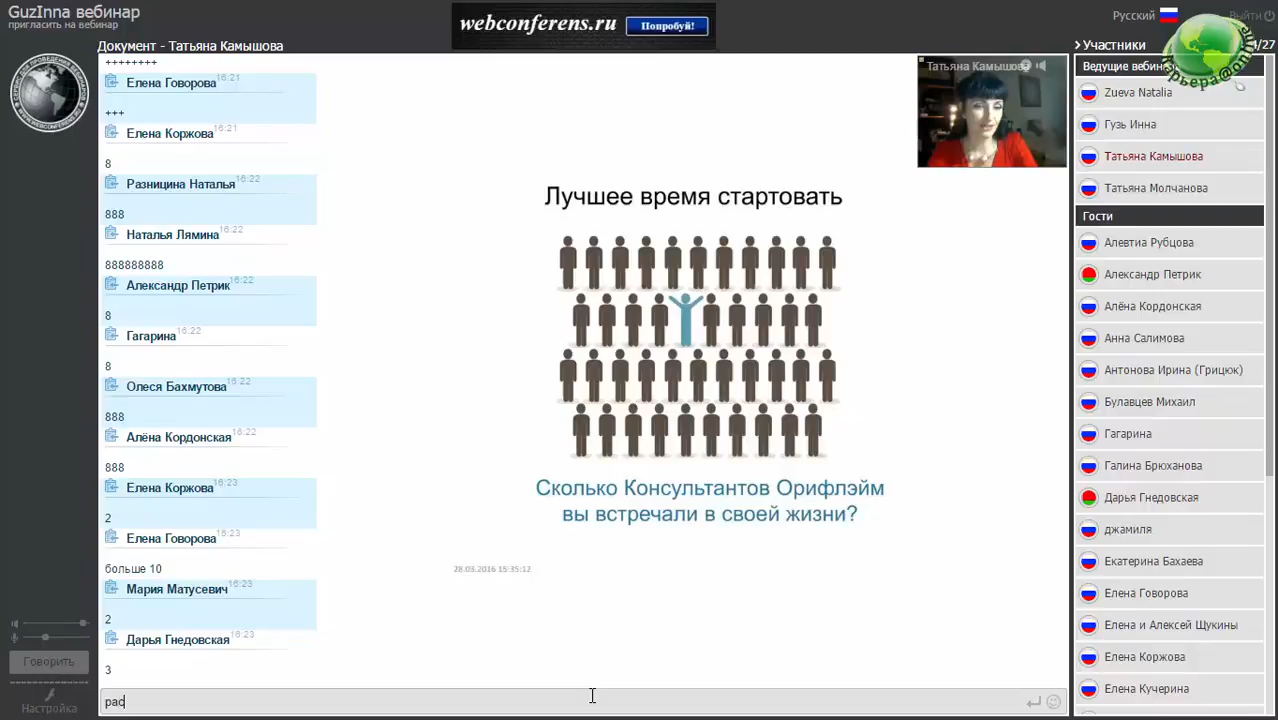 GuzInna вебинар
пригласить на вебинар
webconferens.ru Попробуй!
Русский Выйти
Документ - Татьяна Камышова
Участники /27
++++++++
Елена Говорова 16:21
+++
Елена Коржова 16:21
8
Разницина Наталья 16:22
888
Наталья Лямина 16:22
888888888
Александр Петрик 16:22
8
Гагарина 16:22
8
Олеся Бахмутова 16:22
888
Алёна Кордонская 16:22
888
Елена Коржова 16:23
2
Елена Говорова 16:23
больше 10
Мария Матусевич 16:23
2
Дарья Гнедовская 16:23
3
рас
Говорить
Настройка
Лучшее время стартовать
Сколько Консультантов Орифлэйм
вы встречали в своей жизни?
28.03.2016 15:35:12
Татьяна Камышова
Ведущие
Zueva Natalia
Гузь Инна
Татьяна Камышова
Татьяна Молчанова
Гости
Алевтиа Рубцова
Александр Петрик
Алёна Кордонская
Анна Салимова
Антонова Ирина (Грицюк)
Булавцев Михаил
Гагарина
Галина Брюханова
Дарья Гнедовская
джамиля
Екатерина Бахаева
Елена Говорова
Елена и Алексей Щукины
Елена Коржова
Елена Кучерина